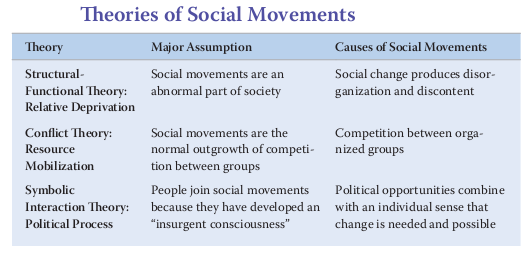 Theories of Social Movements
Theory Major Assumption Causes of Social Movements
Structural- Social movements are an Social change produces disor-
Functional Theory: abnormal part of society ganization and discontent
Relative Deprivation
Conflict Theory: Social movements are the Competition between orga-
Resource normal outgrowth of competi- nized groups
Mobilization tion between groups
Symbolic People join social movements Political opportunities combine
Interaction Theory: because they have developed an with an individual sense that
Political Process “insurgent consciousness” change is needed and possible